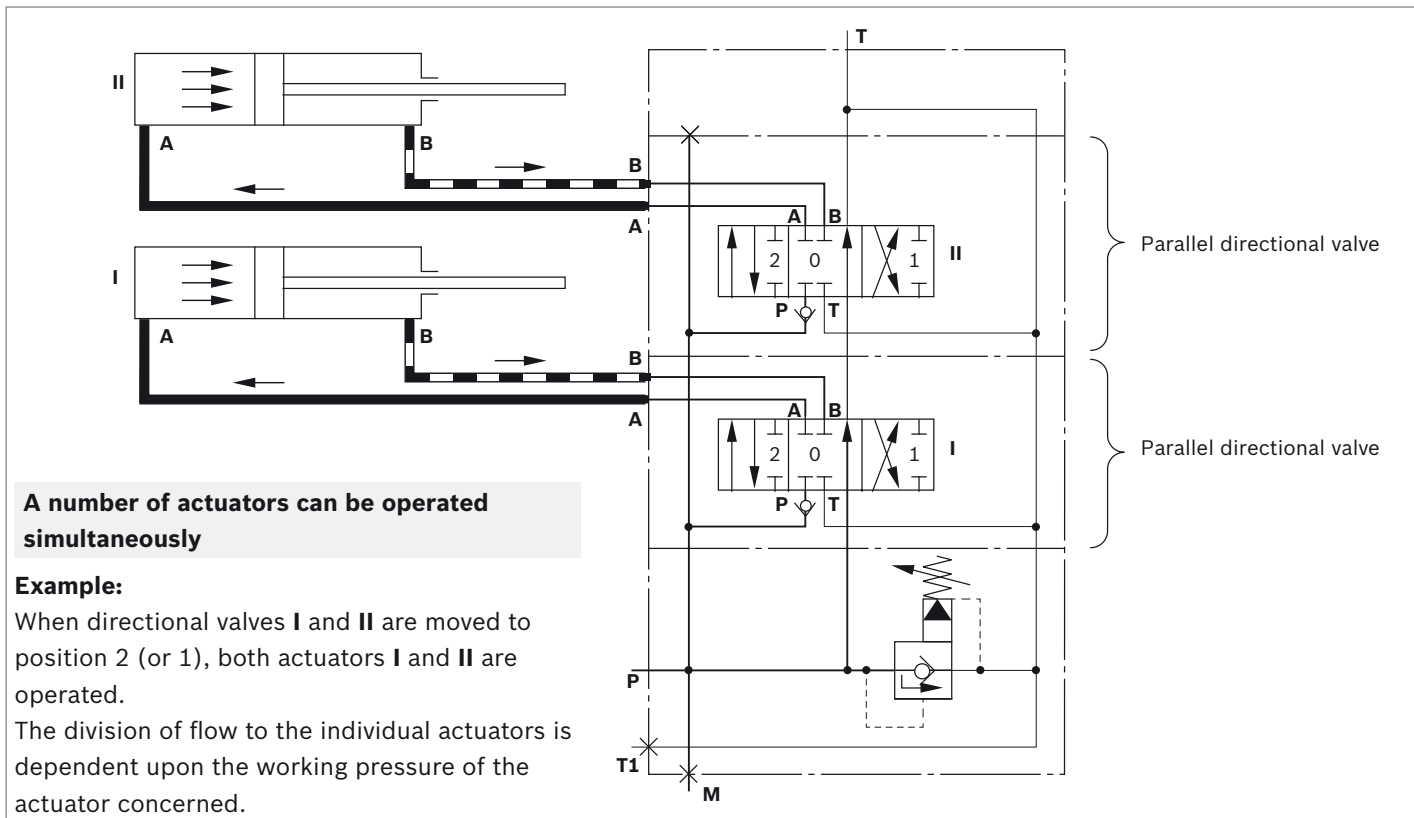 T
II
A
B
B
A
A B
2 0 1
II
P T
Parallel directional valve
I
A
B
B
A
A B
2 0 1
I
P T
Parallel directional valve
A number of actuators can be operated
simultaneously
Example:
When directional valves I and II are moved to
position 2 (or 1), both actuators I and II are
operated.
The division of flow to the individual actuators is
dependent upon the working pressure of the
actuator concerned.
P
T1
M